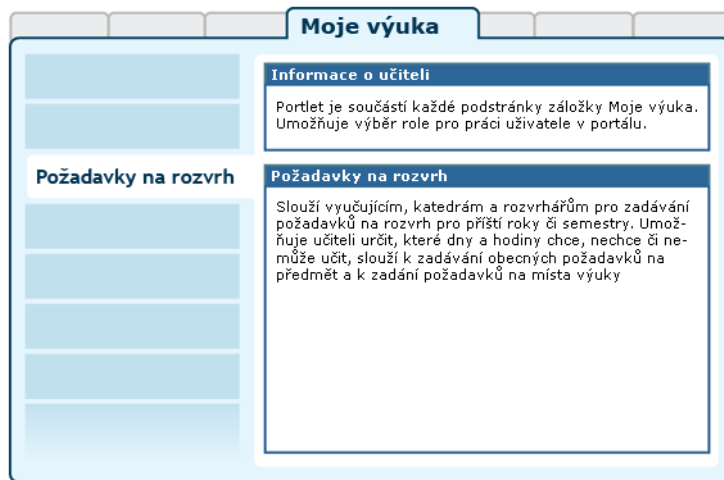 Moje výuka
Informace o učiteli
Portlet je součástí každé podstránky záložky Moje výuka.
Umožňuje výběr role pro práci uživatele v portálu.
Požadavky na rozvrh
Požadavky na rozvrh
Slouží vyučujícím, katedrám a rozvrhářům pro zadávání
požadavků na rozvrh pro příští roky či semestry. Umož-
ňuje učiteli určit, které dny a hodiny chce, nechce či ne-
může učit, slouží k zadávání obecných požadavků na
předmět a k zadání požadavků na místa výuky